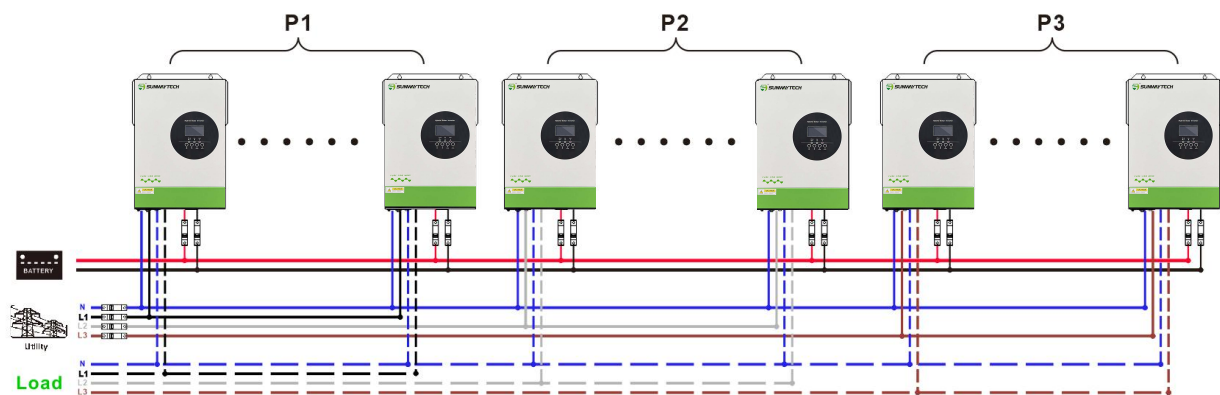 P1 P2 P3
SUNWAYTECH SUNWAYTECH SUNWAYTECH SUNWAYTECH SUNWAYTECH SUNWAYTECH
BATTERY
N
L1
L2
L3
Utility
N
L1
L2
L3
Load